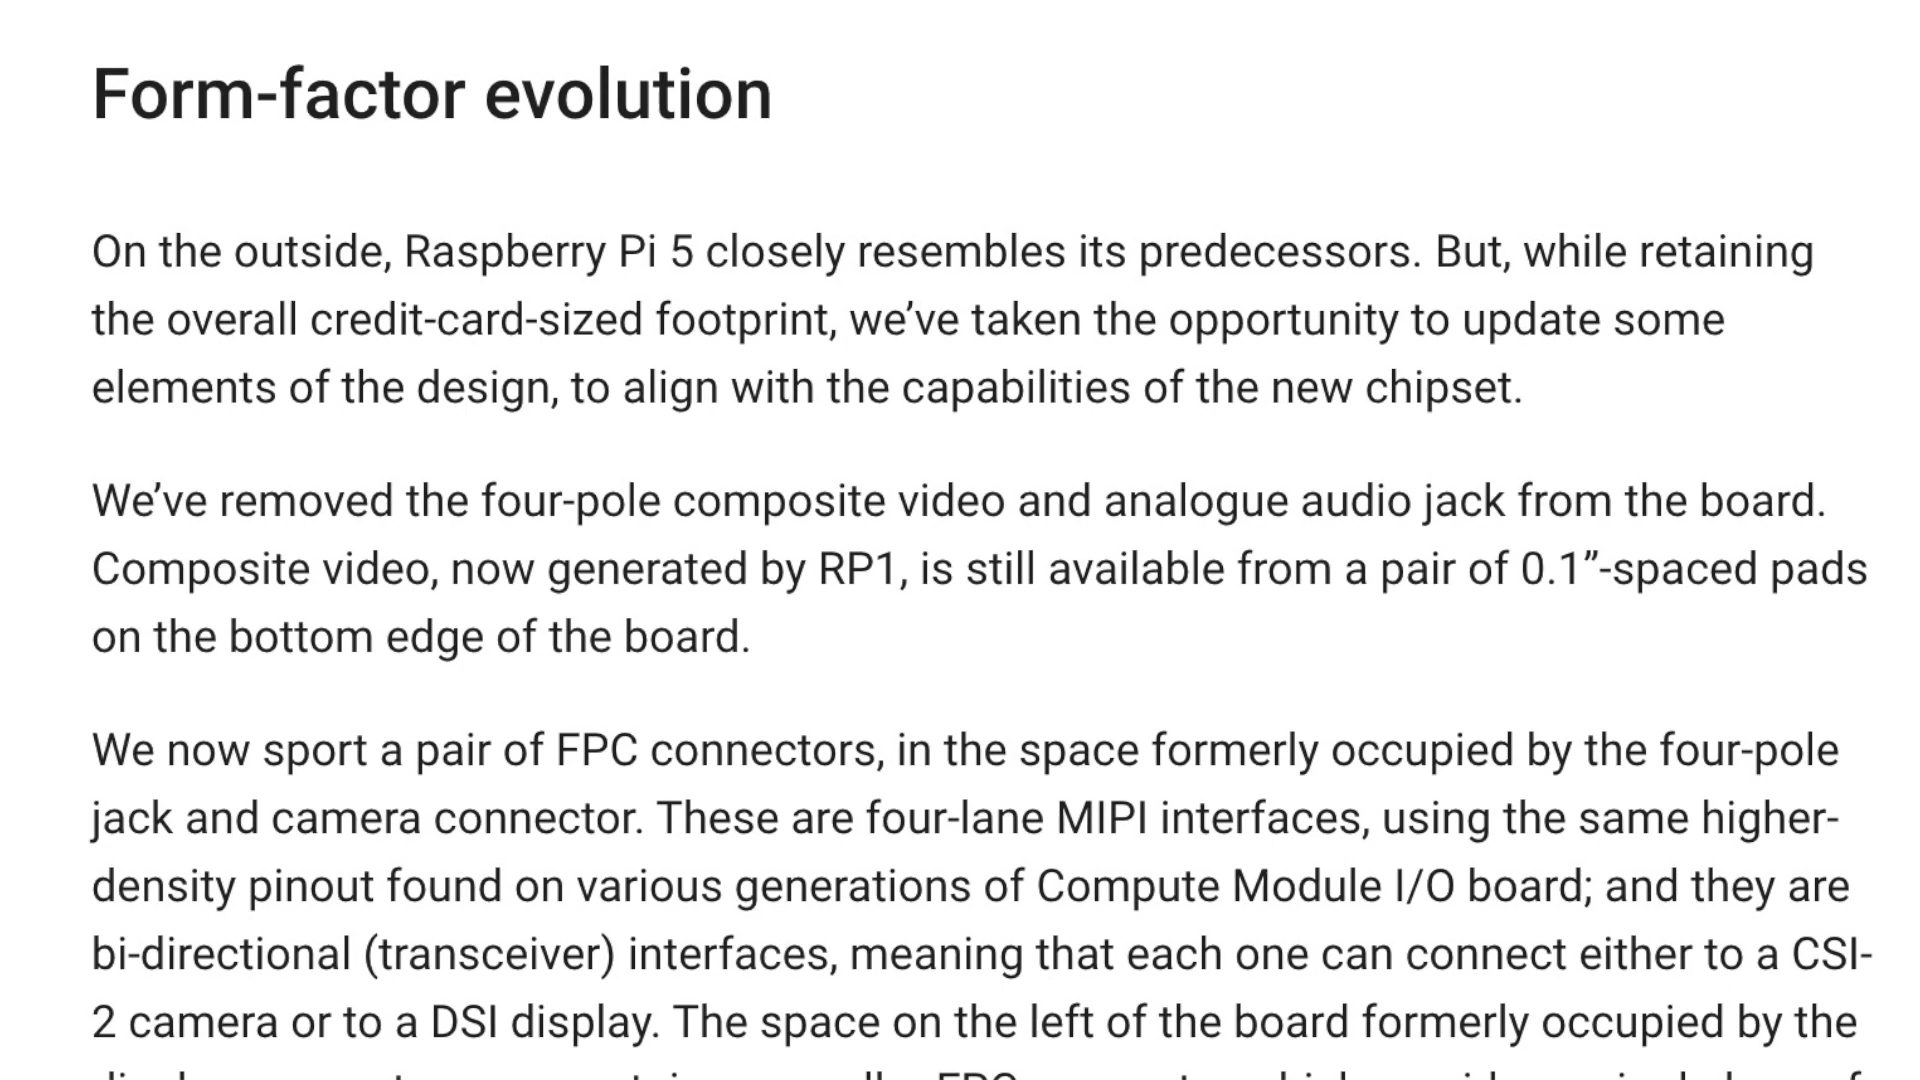 Form-factor evolution
On the outside, Raspberry Pi 5 closely resembles its predecessors. But, while retaining
the overall credit-card-sized footprint, we’ve taken the opportunity to update some
elements of the design, to align with the capabilities of the new chipset.
We’ve removed the four-pole composite video and analogue audio jack from the board.
Composite video, now generated by RP1, is still available from a pair of 0.1”-spaced pads
on the bottom edge of the board.
We now sport a pair of FPC connectors, in the space formerly occupied by the four-pole
jack and camera connector. These are four-lane MIPI interfaces, using the same higher-
density pinout found on various generations of Compute Module I/O board; and they are
bi-directional (transceiver) interfaces, meaning that each one can connect either to a CSI-
2 camera or to a DSI display. The space on the left of the board formerly occupied by the